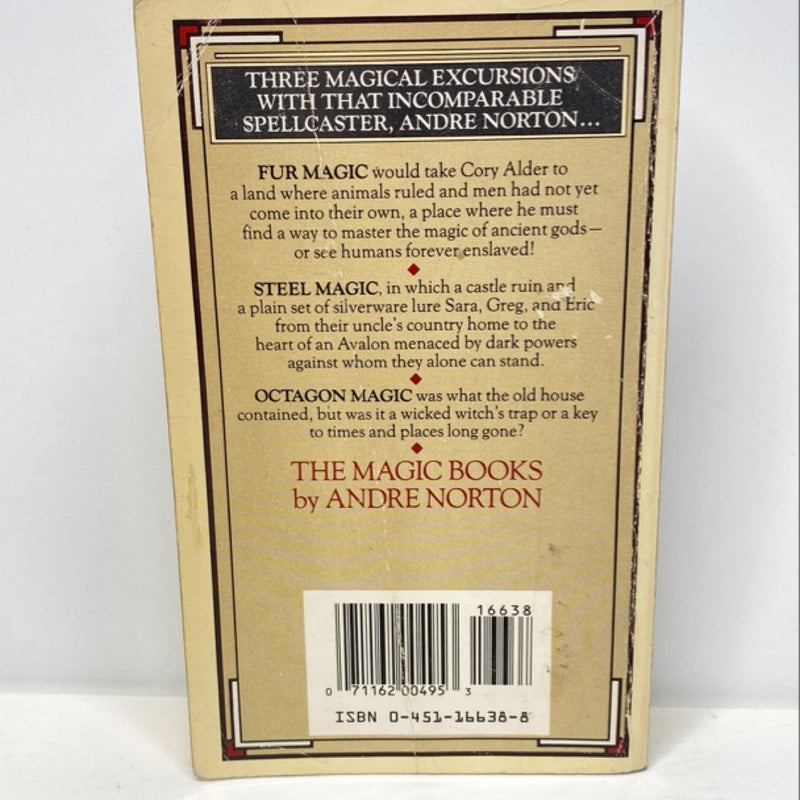 THREE MAGICAL EXCURSIONS
WITH THAT INCOMPARABLE
SPELLCASTER, ANDRE NORTON...
FUR MAGIC would take Cory Alder to
a land where animals ruled and men had not yet
come into their own, a place where he must
find a way to master the magic of ancient gods—
or see humans forever enslaved!
STEEL MAGIC, in which a castle ruin and
a plain set of silverware lure Sara, Greg, and Eric
from their uncle's country home to the
heart of an Avalon menaced by dark powers
against whom they alone can stand.
OCTAGON MAGIC was what the old house
contained, but was it a wicked witch's trap or a key
to times and places long gone?
THE MAGIC BOOKS
by ANDRE NORTON
16638
0 71162 00495 3
ISBN 0-451-16638-8